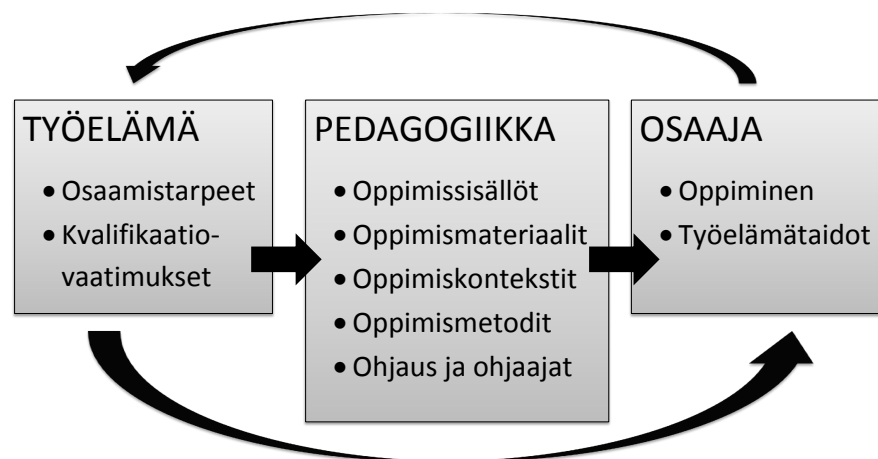 TYÖELÄMÄ
• Osaamistarpeet
• Kvalifikaatio-
vaatimukset
PEDAGOGIIKKA
• Oppimissisällöt
• Oppimismateriaalit
• Oppimiskontekstit
• Oppimismetodit
• Ohjaus ja ohjaajat
OSAAJA
• Oppiminen
• Työelämätaidot